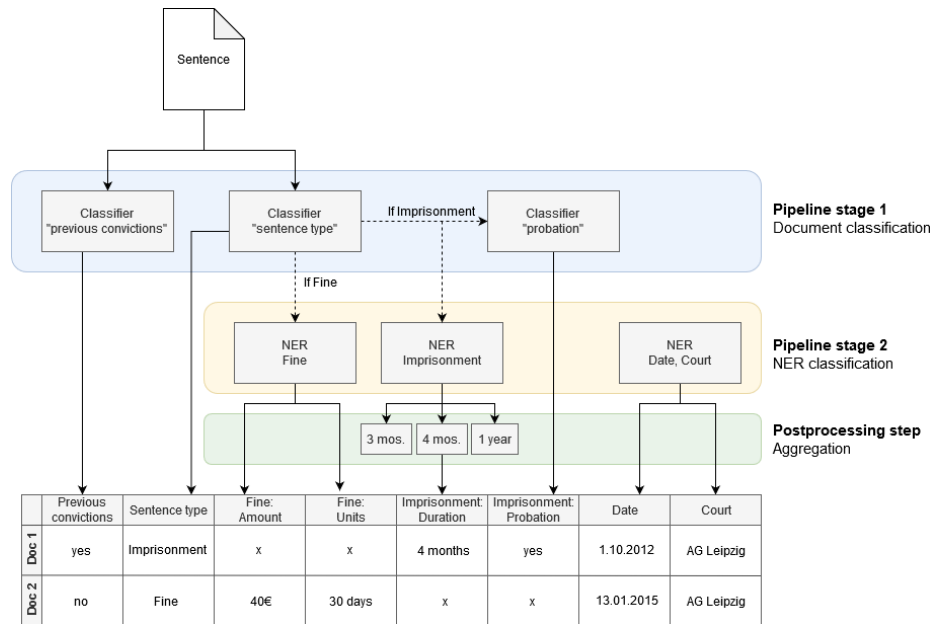 Sentence
Classifier
"previous convictions"
Classifier
"sentence type"
If Imprisonment
Classifier
"probation"
Pipeline stage 1
Document classification
If Fine
NER
Fine
NER
Imprisonment
NER
Date, Court
Pipeline stage 2
NER classification
3 mos.
4 mos.
1 year
Postprocessing step
Aggregation
Previous
convictions
Sentence type
Fine:
Amount
Fine:
Units
Imprisonment:
Duration
Imprisonment:
Probation
Date
Court
Doc 1
yes
Imprisonment
x
x
4 months
yes
1.10.2012
AG Leipzig
Doc 2
no
Fine
40€
30 days
x
x
13.01.2015
AG Leipzig